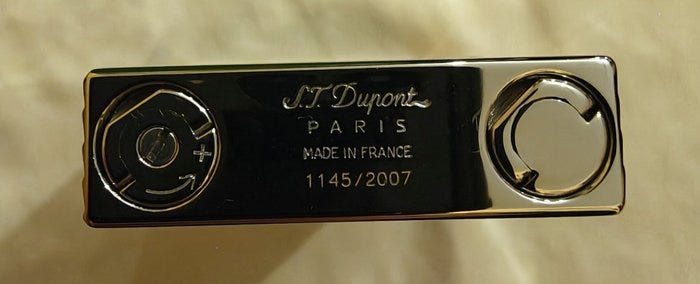 S.T. Dupont
PARIS
MADE IN FRANCE
1145/2007
+